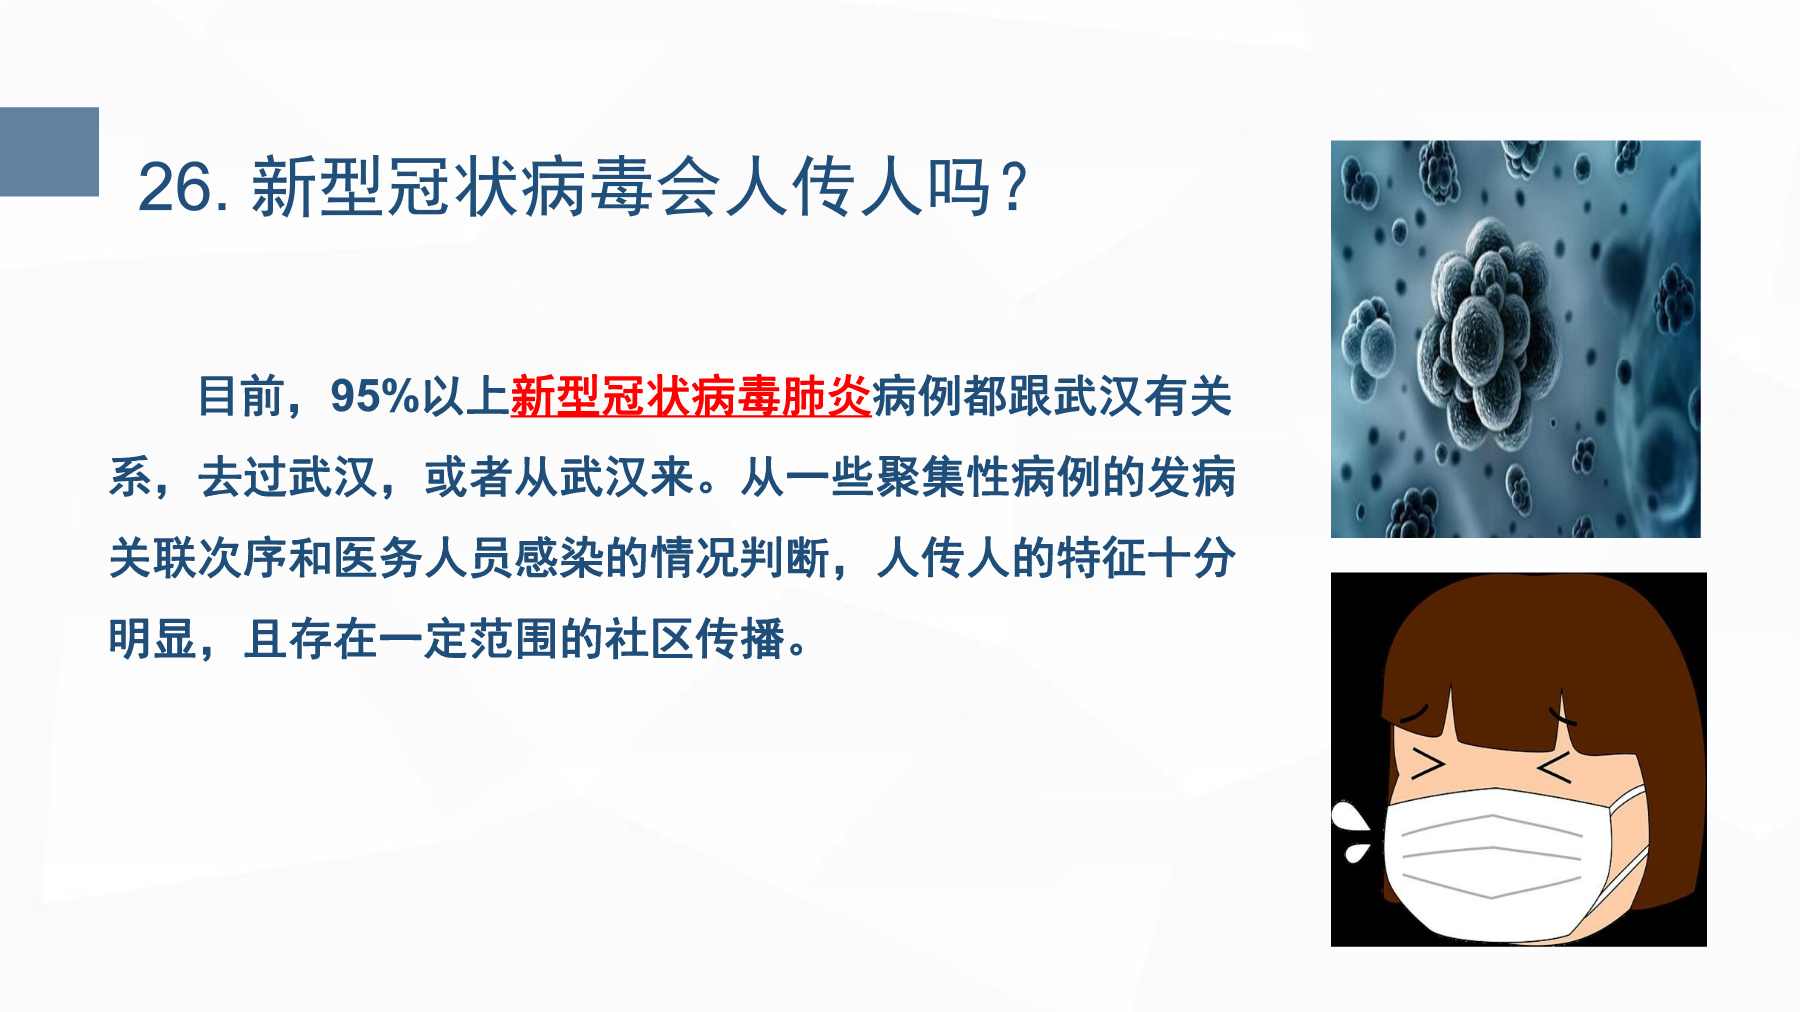 26. 新型冠状病毒会人传人吗？
目前，95%以上新型冠状病毒肺炎病例都跟武汉有关
系，去过武汉，或者从武汉来。从一些聚集性病例的发病
关联次序和医务人员感染的情况判断，人传人的特征十分
明显，且存在一定范围的社区传播。